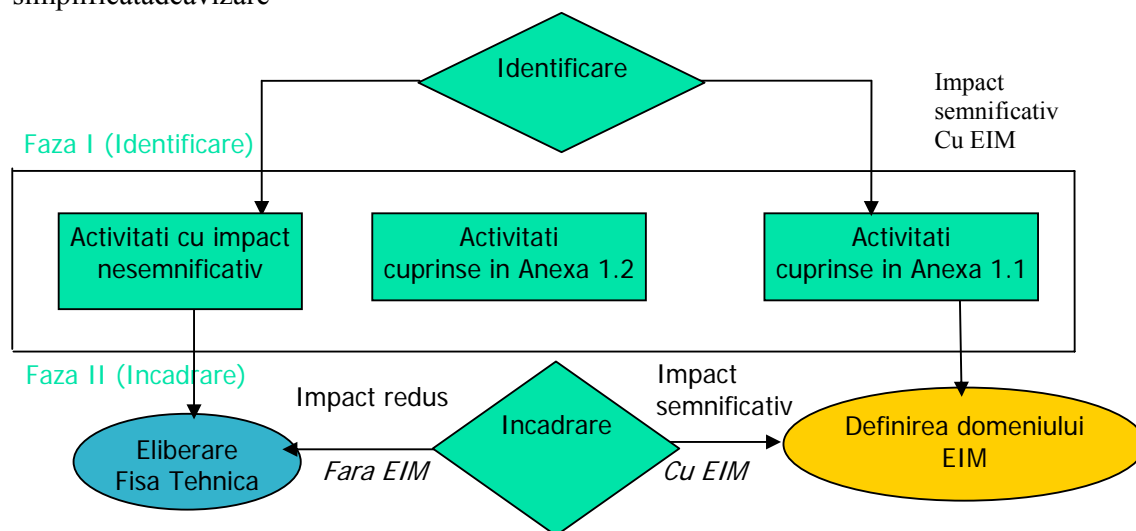 simplificatadeavizare
Identificare
Impact
semnificativ
Cu EIM
Faza I (Identificare)
Activitati cu impact
nesemnificativ
Activitati
cuprinse in Anexa 1.2
Activitati
cuprinse in Anexa 1.1
Faza II (Incadrare)
Impact redus
Incadrare
Impact
semnificativ
Eliberare
Fisa Tehnica
Fara EIM
Cu EIM
Definirea domeniului
EIM